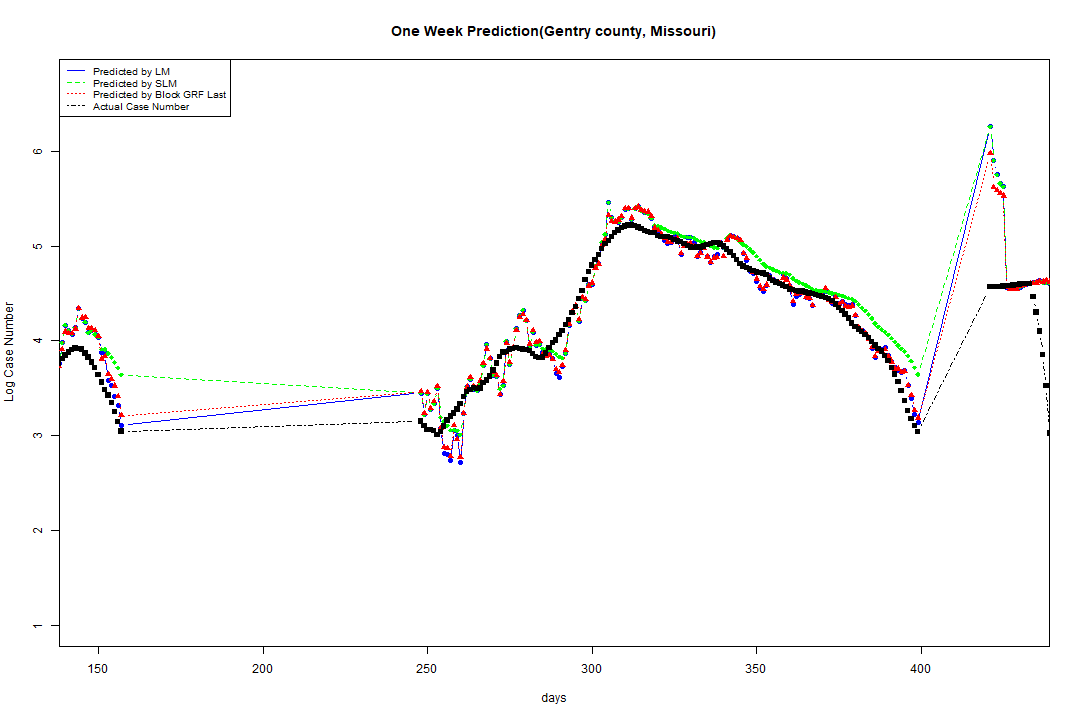 One Week Prediction(Gentry county, Missouri)
Predicted by LM
Predicted by SLM
Predicted by Block GRF Last
Actual Case Number
Log Case Number
6
5
4
3
2
1
150 200 250 300 350 400
days